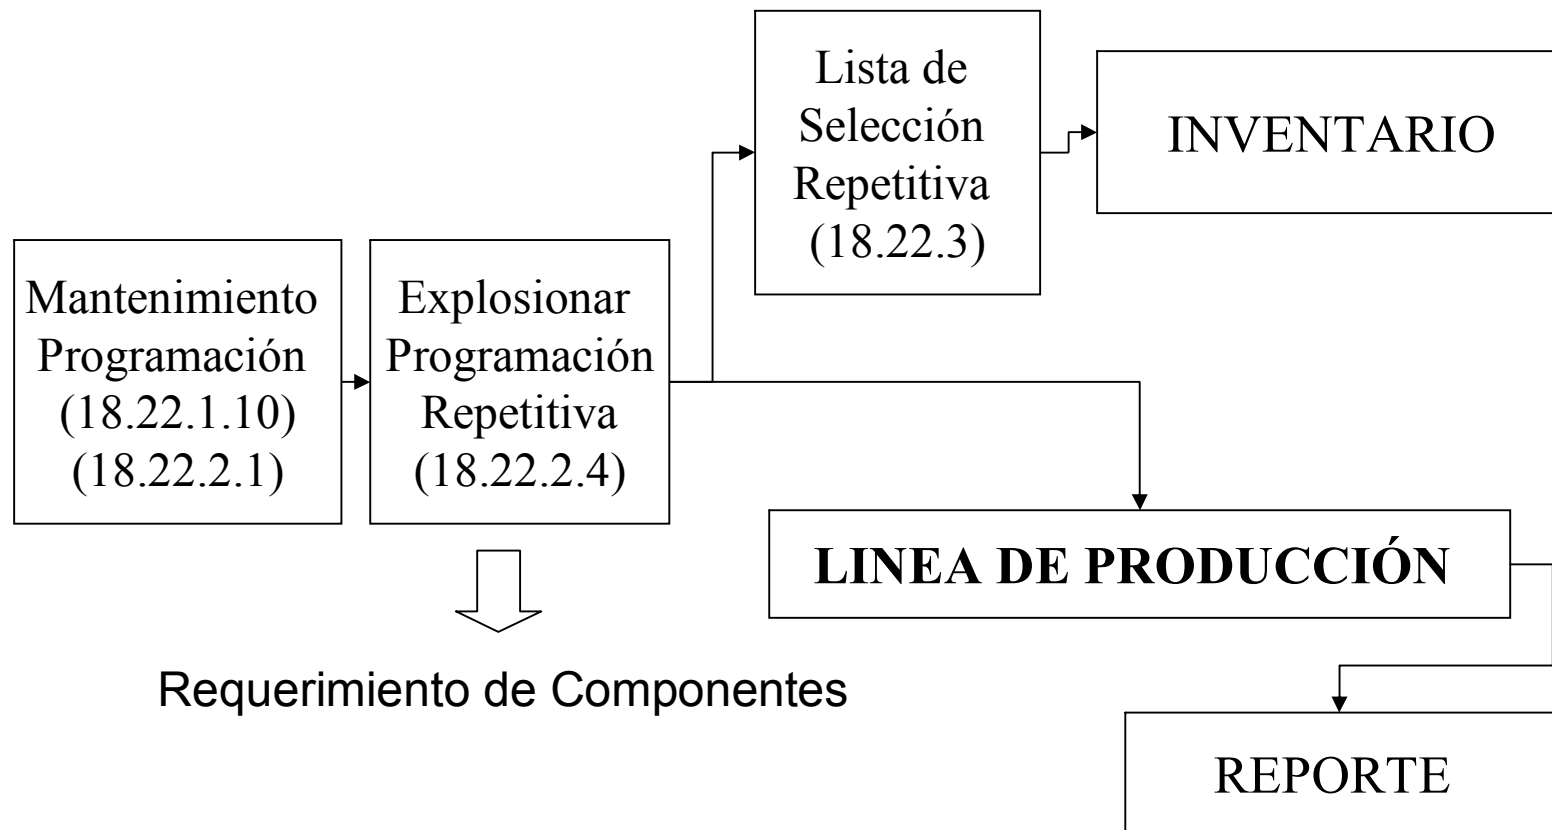 Lista de
Selección
Repetitiva
(18.22.3)
INVENTARIO
Mantenimiento
Programación
(18.22.1.10)
(18.22.2.1)
Explosionar
Programación
Repetitiva
(18.22.2.4)
LINEA DE PRODUCCIÓN
Requerimiento de Componentes
REPORTE